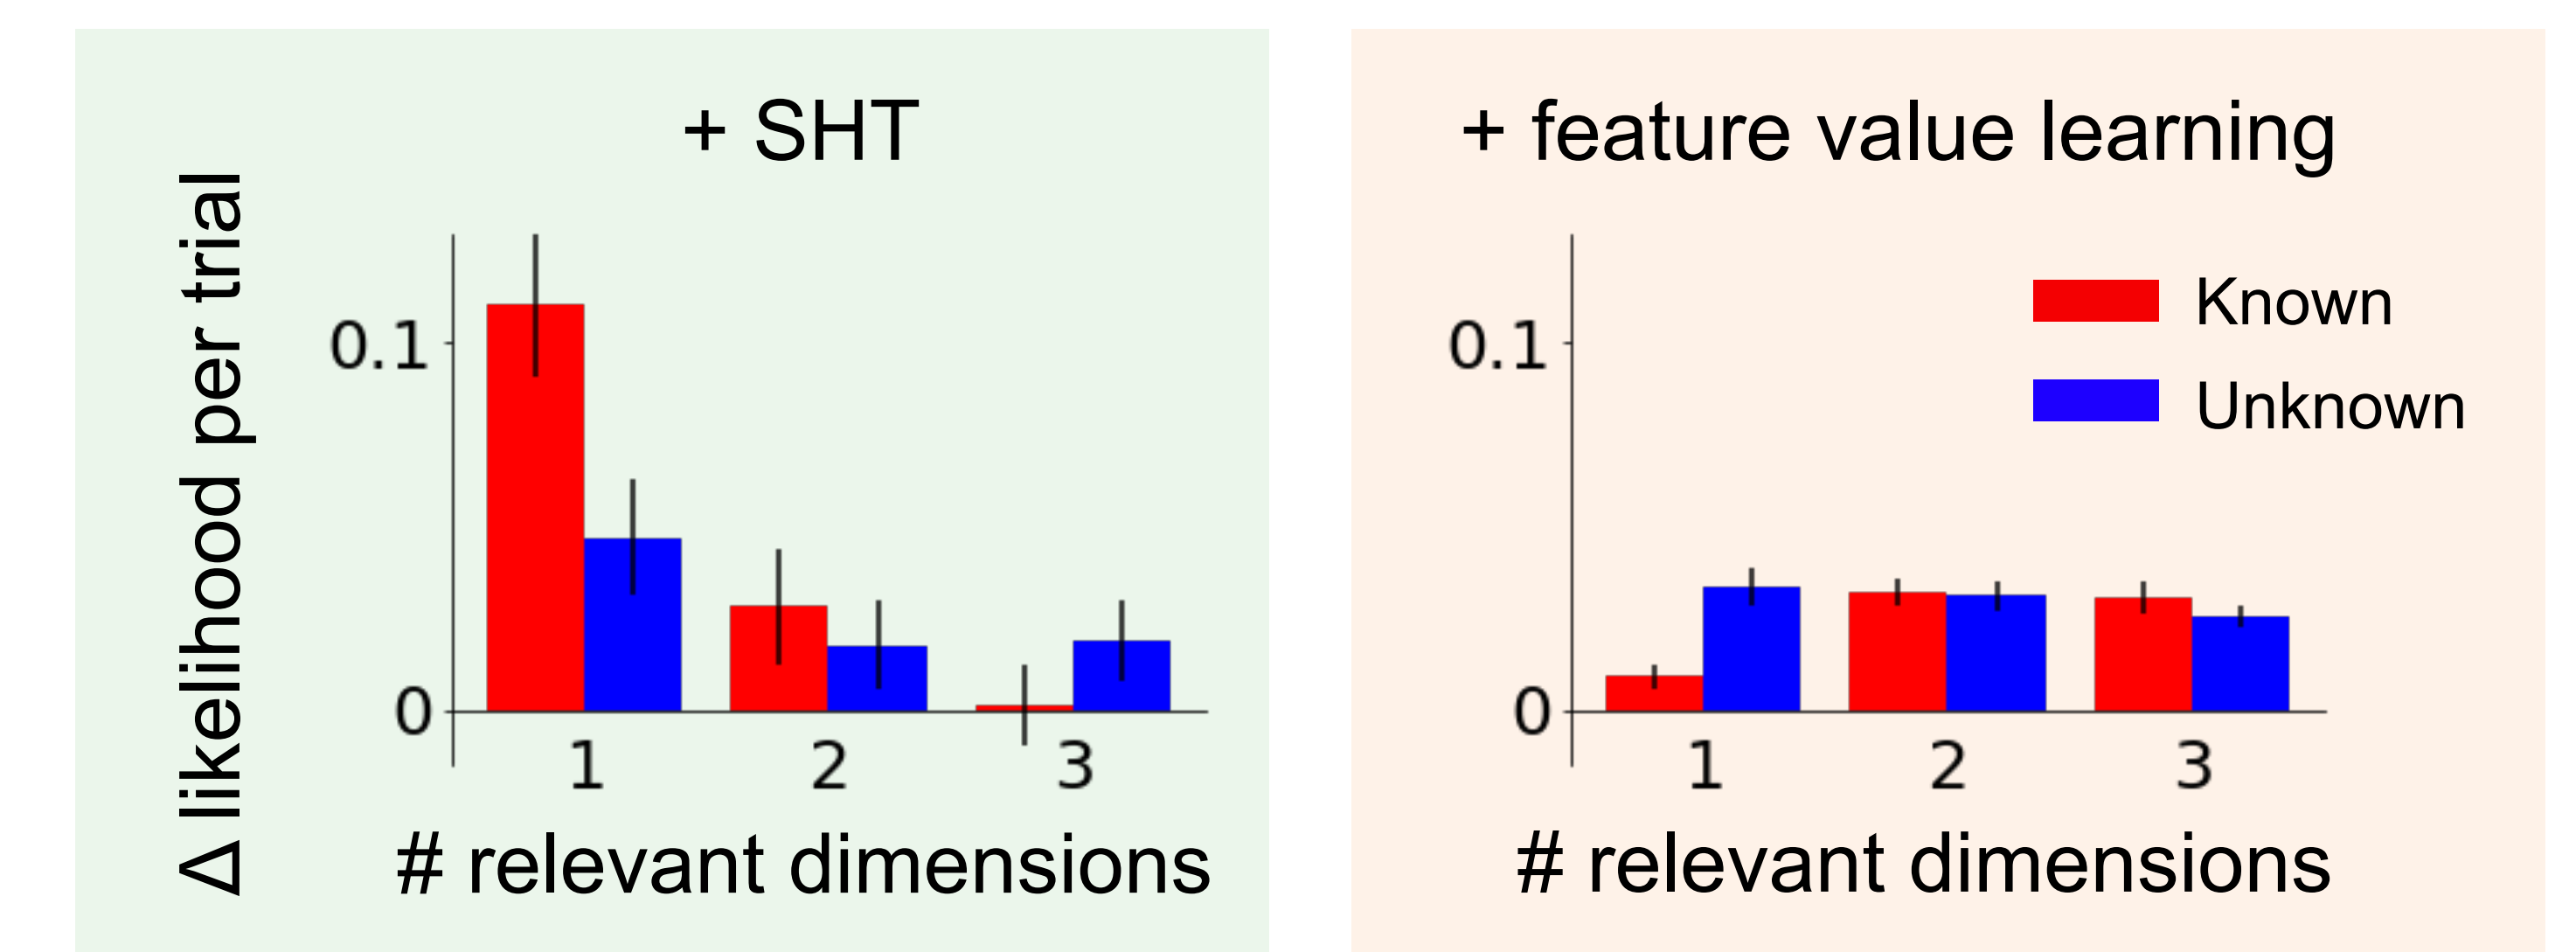 + SHT
Δ likelihood per trial
0.1
0
1 2 3
# relevant dimensions
+ feature value learning
Known
Unknown
0.1
0
1 2 3
# relevant dimensions